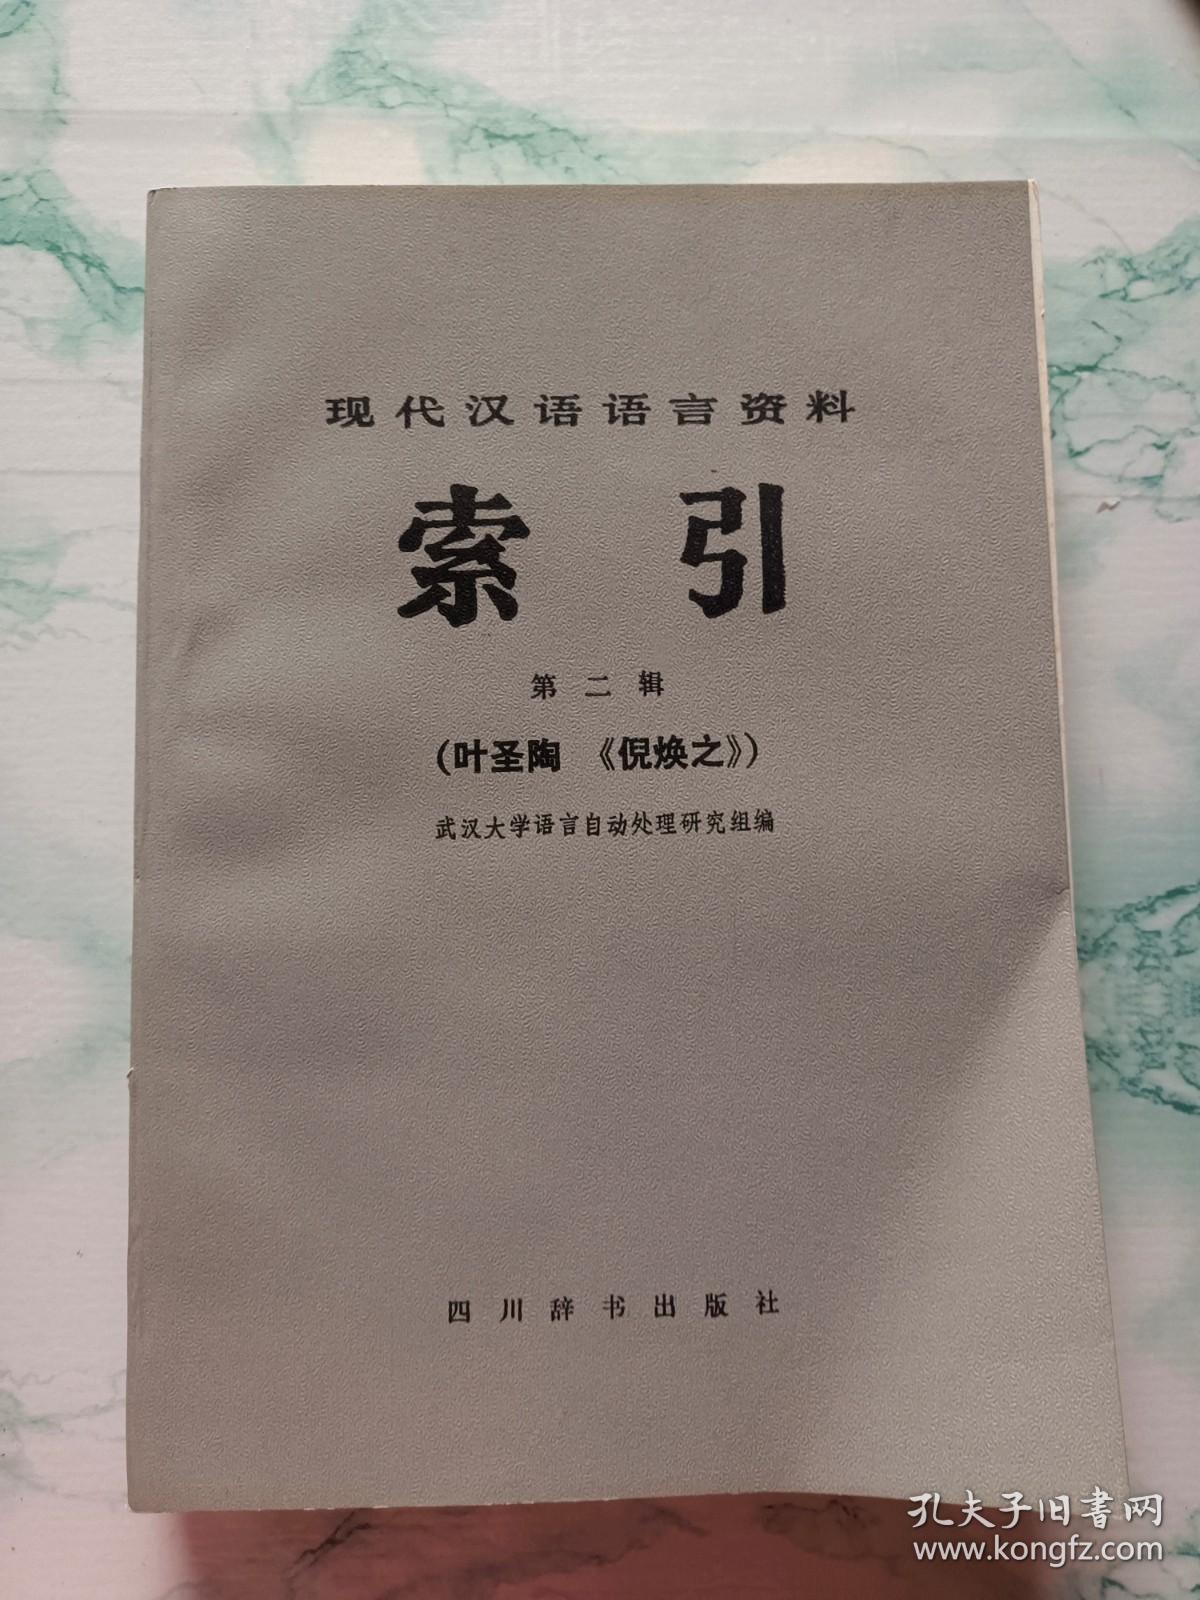 现代汉语语言资料
索引
第二辑
(叶圣陶 《倪焕之》)
武汉大学语言自动处理研究组编
四川辞书出版社
孔夫子旧书网
www.kongfz.com